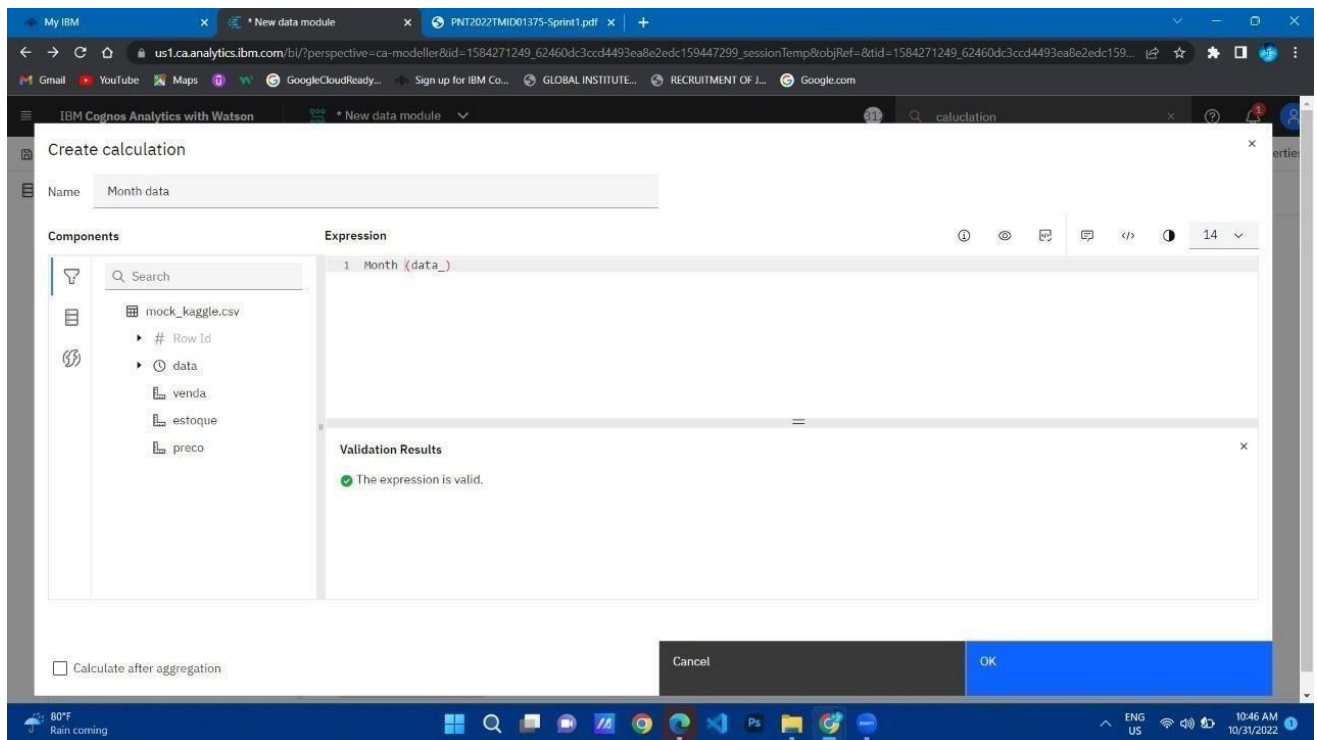 My IBM
* New data module
PNT2022TMID01375-Sprint1.pdf
us1.ca.analytics.ibm.com/bi/?perspective=ca-modeller&id=1584271249_62460dc3ccd4493ea8e2edc159447299_sessionTemp&objRef=&tid=1584271249_62460dc3ccd4493ea8e2edc159...
Gmail YouTube Maps GoogleCloudReady... Sign up for IBM Co... GLOBAL INSTITUTE... RECRUITMENT OF J... Google.com
IBM Cognos Analytics with Watson * New data module caluclation
Create calculation
erties
Name Month data
Components Expression 14
1 Month (data_)
Search
mock_kaggle.csv
# Row Id
data
venda
estoque
preco
Validation Results
The expression is valid.
Calculate after aggregation
Cancel OK
80°F
Rain coming
Ps
zoom
ENG
US
10:46 AM
10/31/2022
1